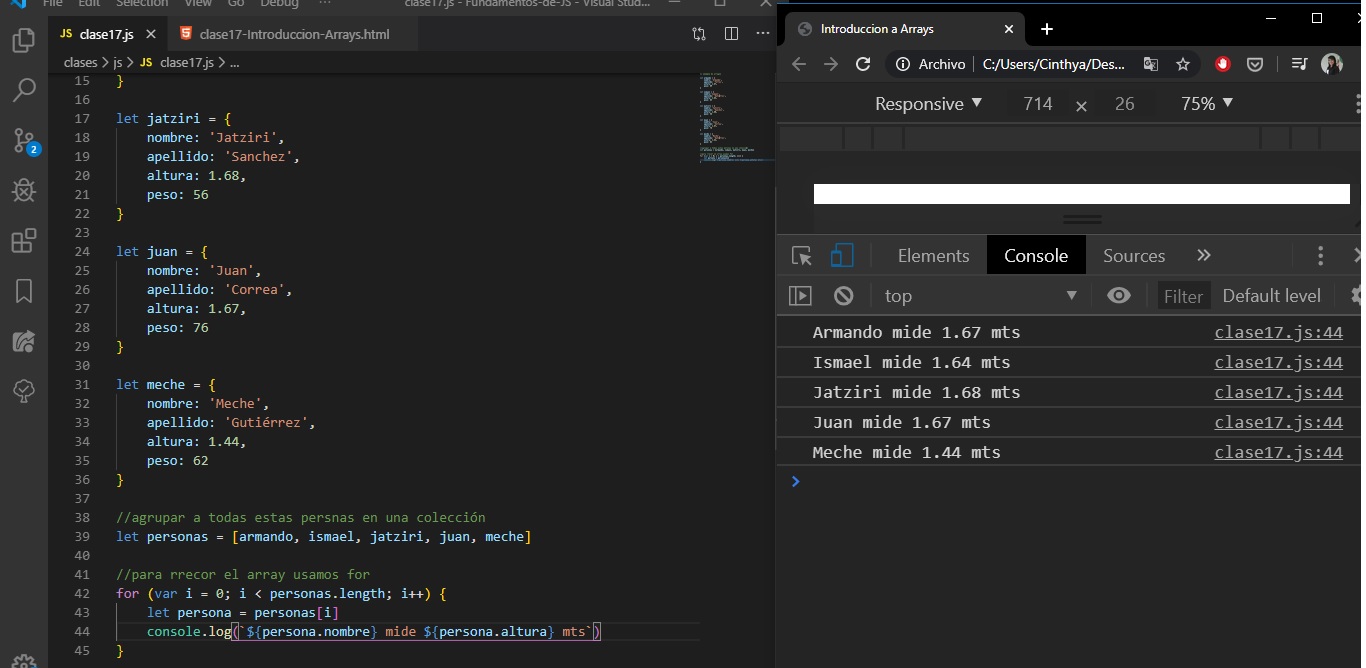 File Edit Selection View Go Debug ··· clase17.js - Fundamentos-de-JS - Visual Stud...
JS clase17.js
clase17-Introduccion-Arrays.html
clases > js > JS clase17.js > ...
2
15 }
16
17 let jatziri = {
18 nombre: 'Jatziri',
19 apellido: 'Sanchez',
20 altura: 1.68,
21 peso: 56
22 }
23
24 let juan = {
25 nombre: 'Juan',
26 apellido: 'Correa',
27 altura: 1.67,
28 peso: 76
29 }
30
31 let meche = {
32 nombre: 'Meche',
33 apellido: 'Gutiérrez',
34 altura: 1.44,
35 peso: 62
36 }
37
38 //agrupar a todas estas persnas en una colección
39 let personas = [armando, ismael, jatziri, juan, meche]
40
41 //para rrecor el array usamos for
42 for (var i = 0; i < personas.length; i++) {
43 let persona = personas[i]
44 console.log(`${persona.nombre} mide ${persona.altura} mts`)
45 }
Introduccion a Arrays
Archivo | C:/Users/Cinthya/Des...
Responsive ▼ 714 × 26 75% ▼
Elements Console Sources »
top ▼ Filter Default level
Armando mide 1.67 mts clase17.js:44
Ismael mide 1.64 mts clase17.js:44
Jatziri mide 1.68 mts clase17.js:44
Juan mide 1.67 mts clase17.js:44
Meche mide 1.44 mts clase17.js:44
>